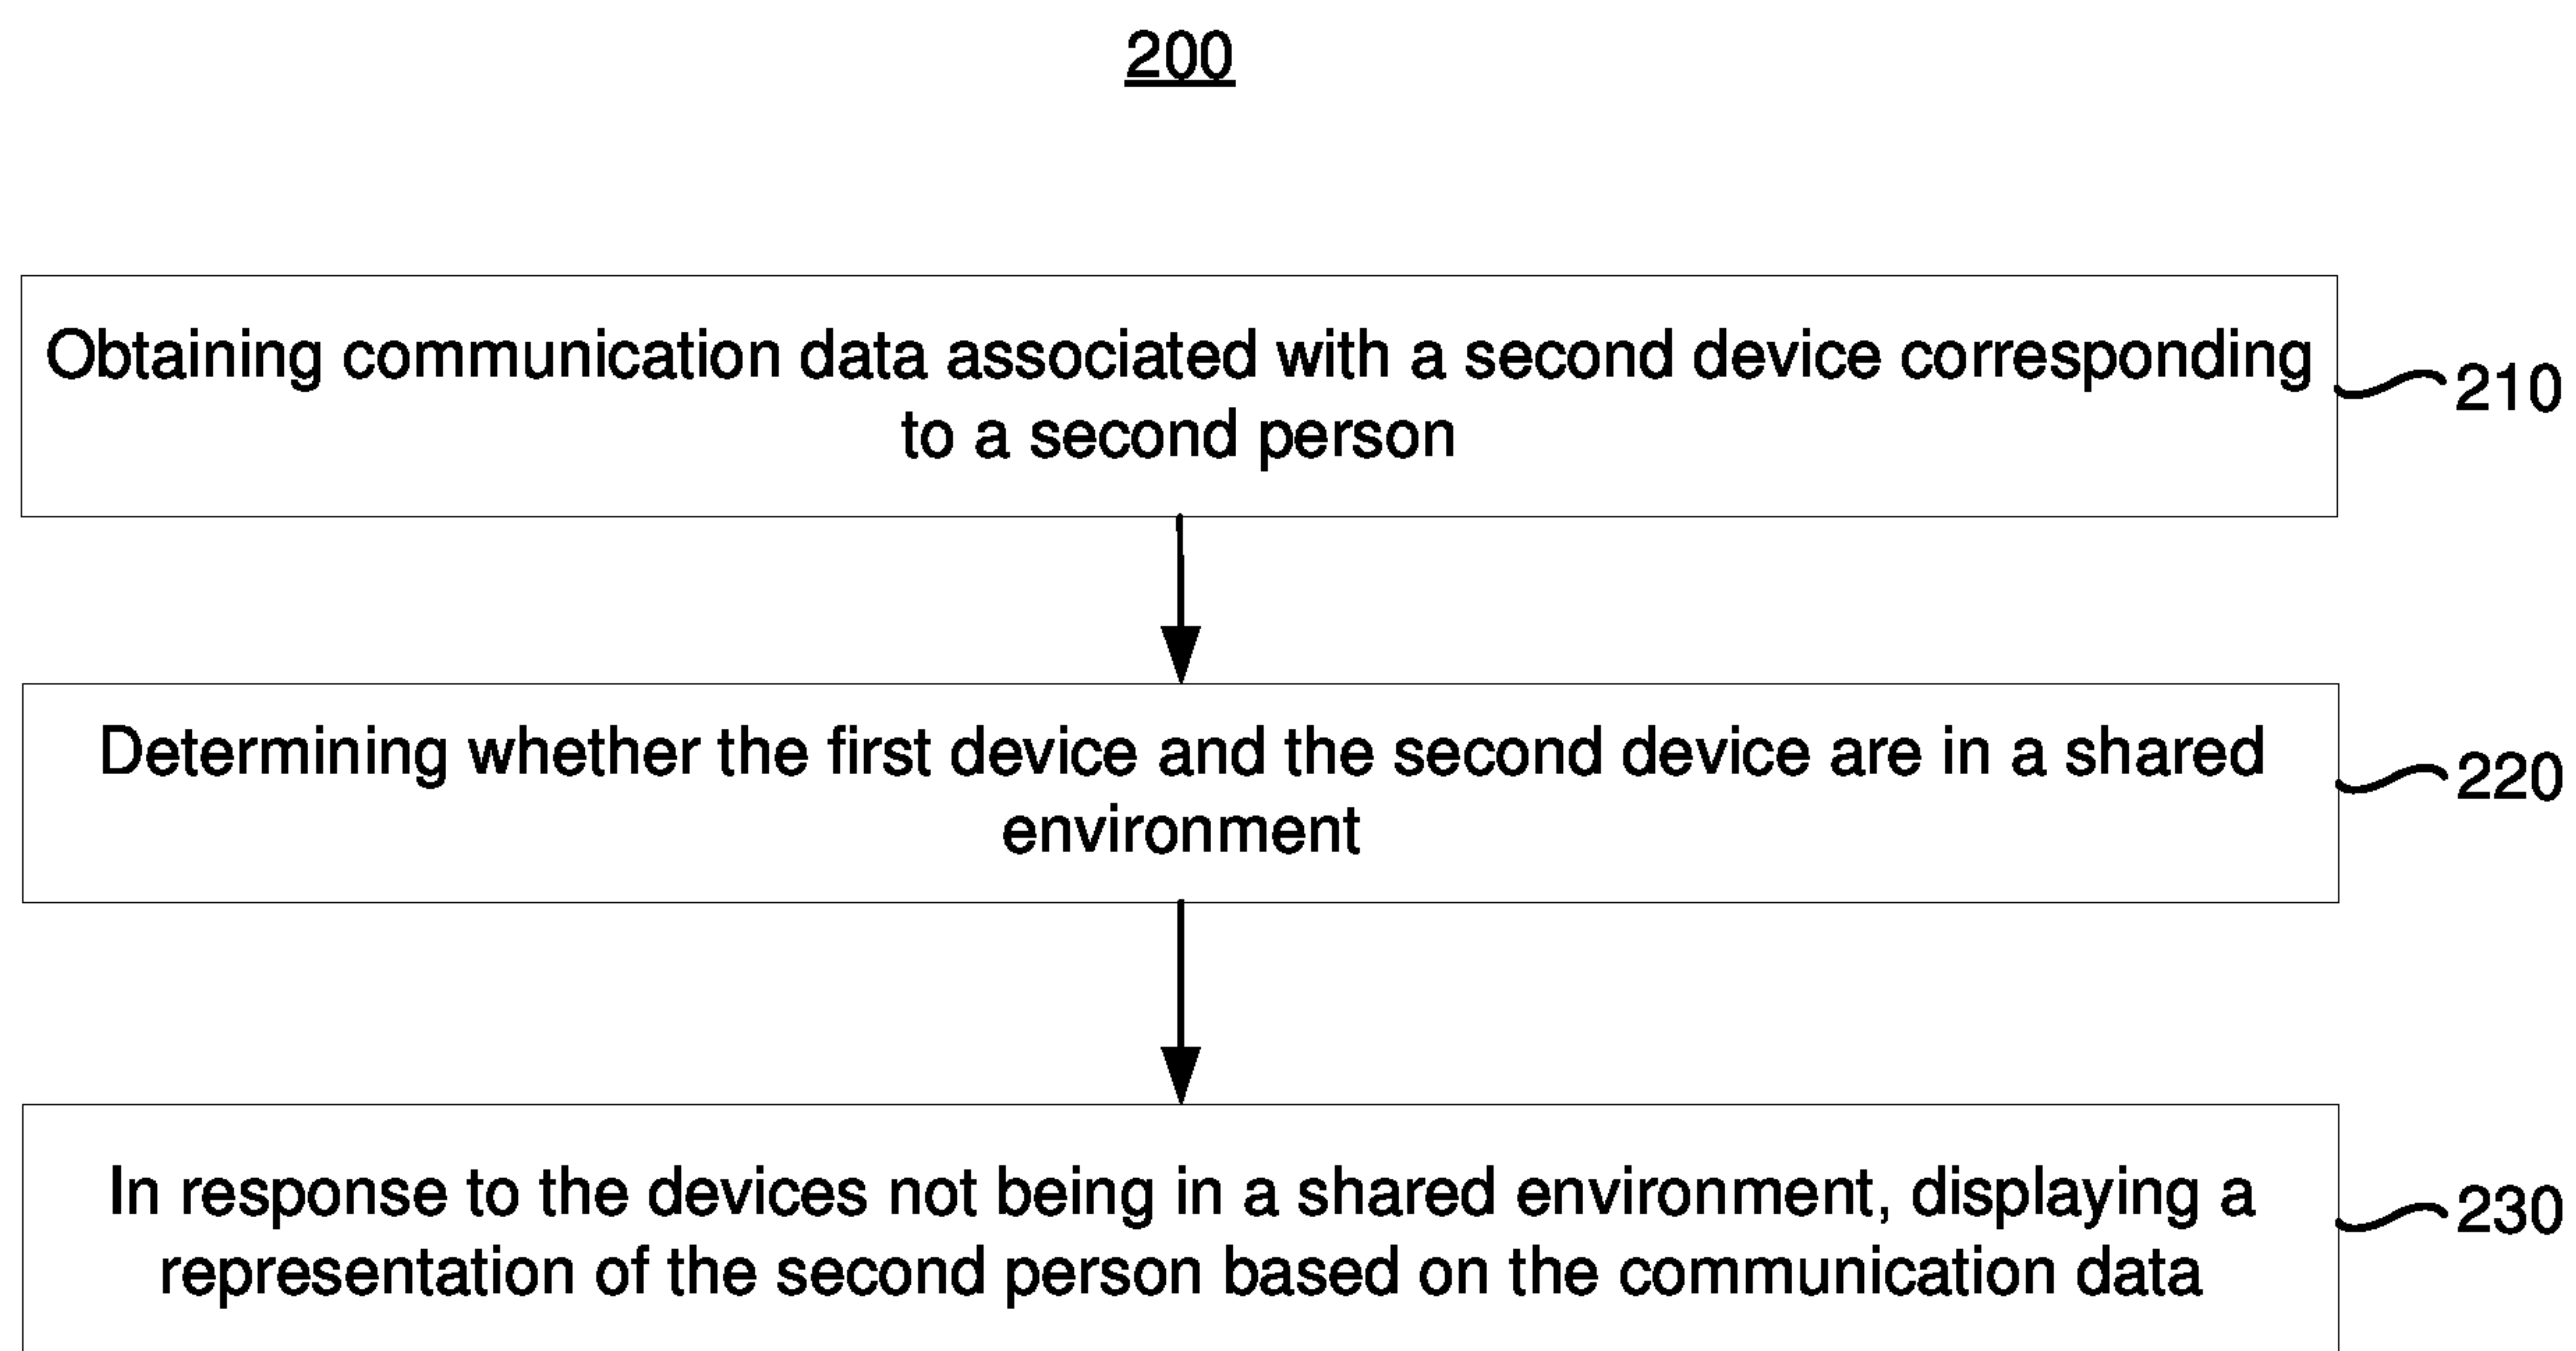 200
Obtaining communication data associated with a second device corresponding
to a second person
210
Determining whether the first device and the second device are in a shared
environment
220
In response to the devices not being in a shared environment, displaying a
representation of the second person based on the communication data
230